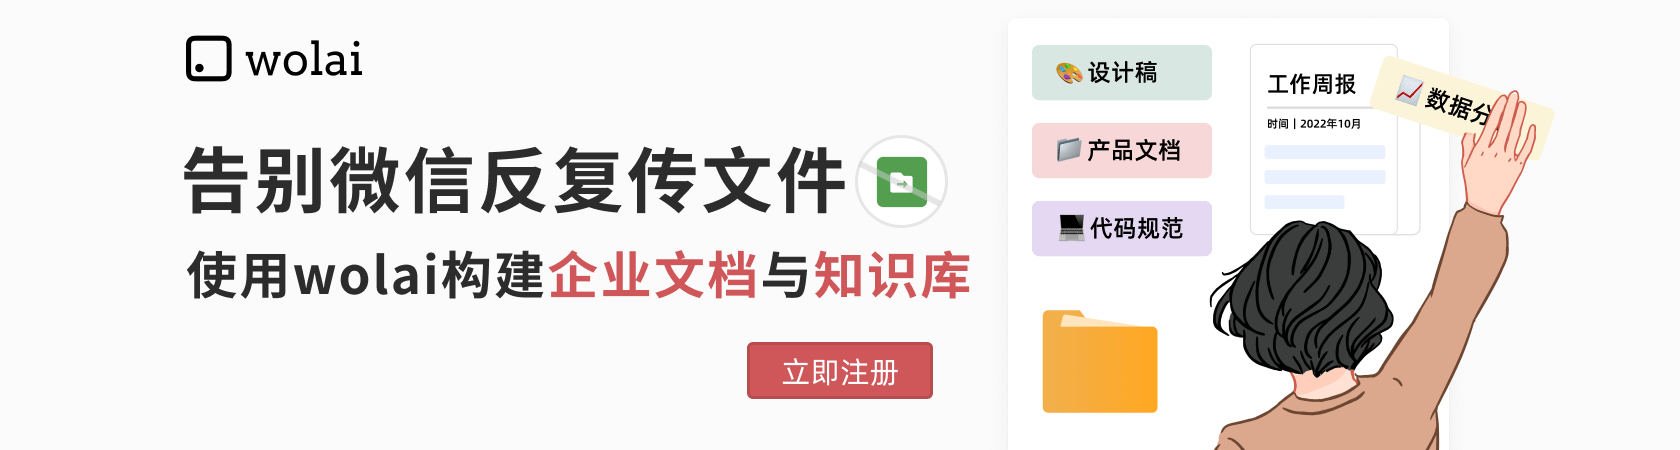 wolai
告别微信反复传文件
使用wolai构建企业文档与知识库
立即注册
设计稿
产品文档
代码规范
工作周报
时间 | 2022年10月
数据分